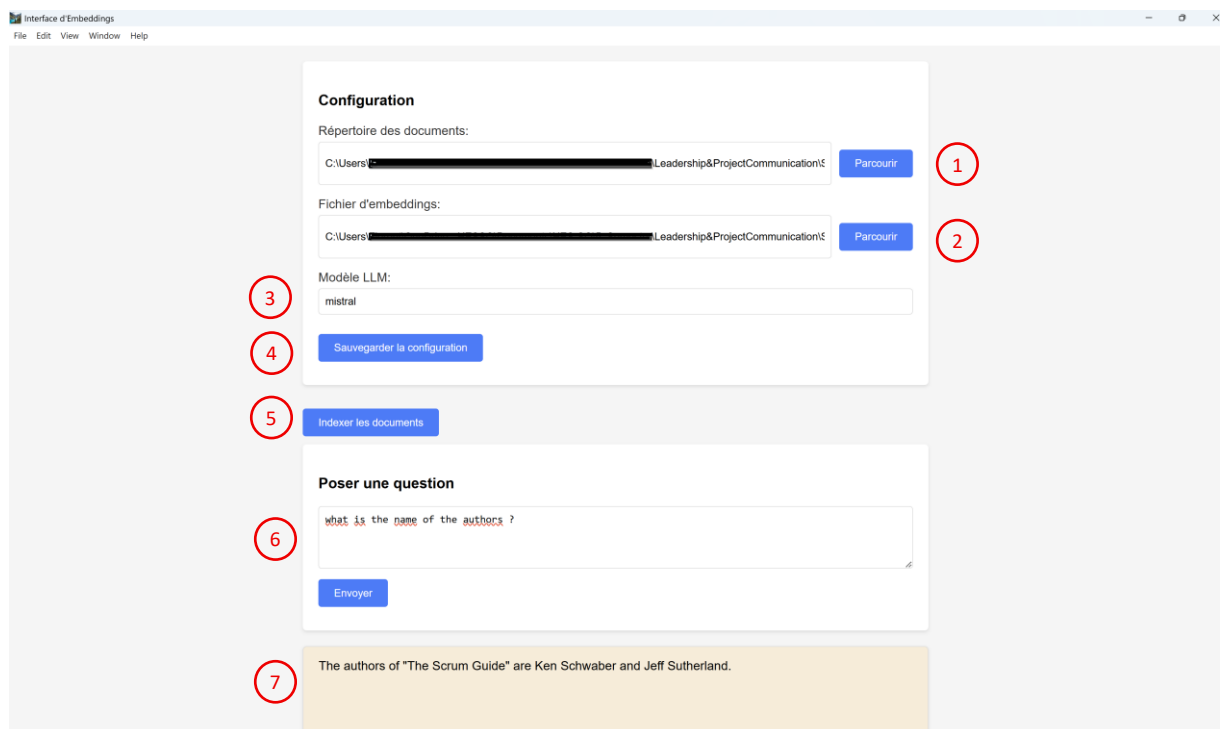 Interface d'Embeddings
File Edit View Window Help
Configuration
Répertoire des documents:
C:\Users\ \Leadership&ProjectCommunication\S Parcourir 1
Fichier d'embeddings:
C:\Users\ \Leadership&ProjectCommunication\S Parcourir 2
Modèle LLM:
3 mistral
4 Sauvegarder la configuration
5 Indexer les documents
Poser une question
what is the name of the authors ?
6
Envoyer
The authors of "The Scrum Guide" are Ken Schwaber and Jeff Sutherland.
7